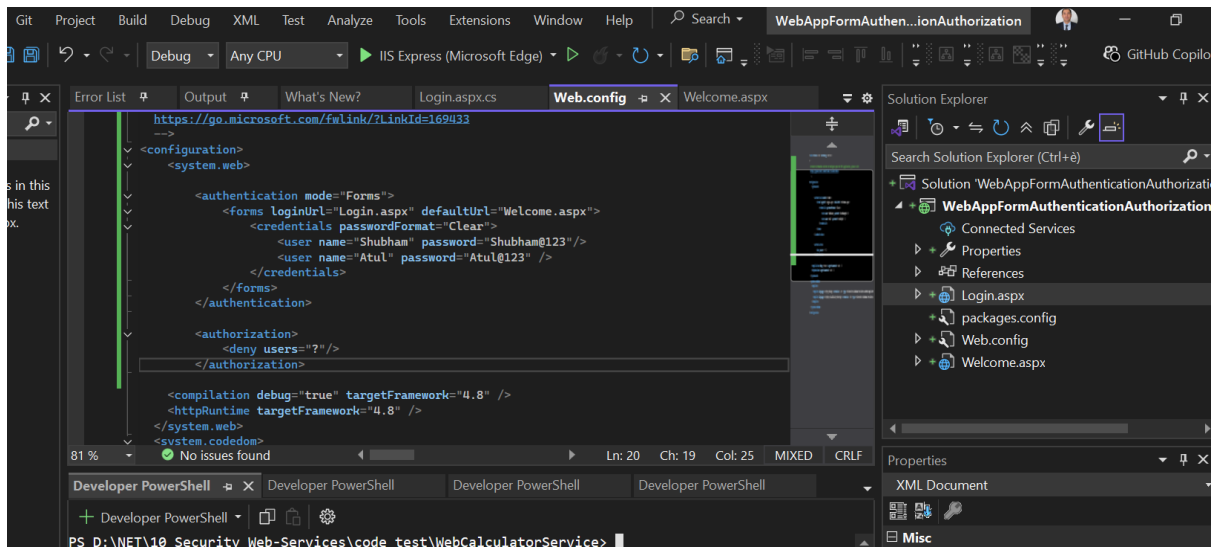 Git Project Build Debug XML Test Analyze Tools Extensions Window Help Search WebAppFormAuthen...ionAuthorization
Debug Any CPU IIS Express (Microsoft Edge) GitHub Copilo
Error List Output What's New? Login.aspx.cs Web.config Welcome.aspx
https://go.microsoft.com/fwlink/?LinkId=169433
-->
<configuration>
<system.web>
<authentication mode="Forms">
<forms loginUrl="Login.aspx" defaultUrl="Welcome.aspx">
<credentials passwordFormat="Clear">
<user name="Shubham" password="Shubham@123"/>
<user name="Atul" password="Atul@123" />
</credentials>
</forms>
</authentication>
<authorization>
<deny users="?"/>
</authorization>
<compilation debug="true" targetFramework="4.8" />
<httpRuntime targetFramework="4.8" />
</system.web>
<system.codedom>
81 % No issues found Ln: 20 Ch: 19 Col: 25 MIXED CRLF
s in this
his text
ox.
Solution Explorer
Search Solution Explorer (Ctrl+è)
Solution 'WebAppFormAuthenticationAuthorizati
WebAppFormAuthenticationAuthorization
Connected Services
Properties
References
Login.aspx
packages.config
Web.config
Welcome.aspx
Properties
XML Document
Misc
Developer PowerShell Developer PowerShell Developer PowerShell Developer PowerShell
+ Developer PowerShell
PS D:\NET\10 Security Web-Services\code test\WebCalculatorService>